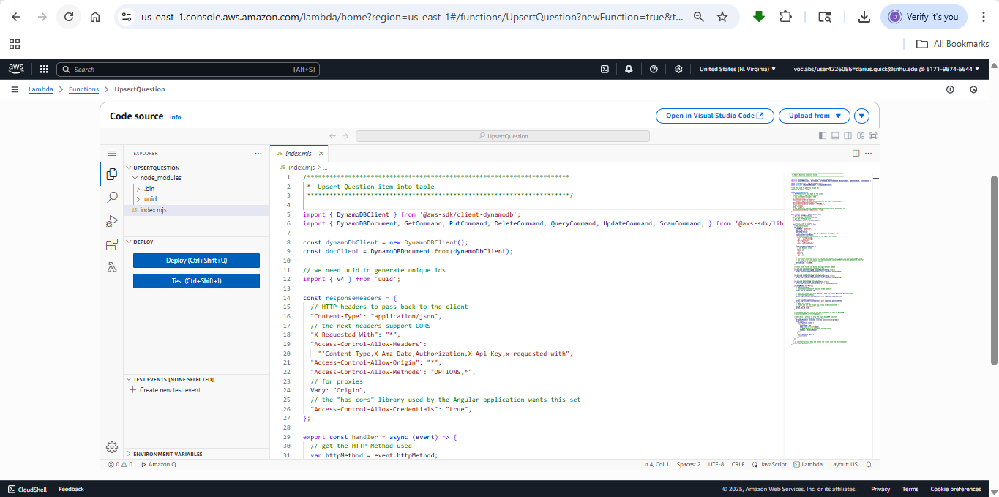 us-east-1.console.aws.amazon.com/lambda/home?region=us-east-1#/functions/UpsertQuestion?newFunction=true&t...
D Verify it's you
All Bookmarks
aws
Search [Alt+S]
United States (N. Virginia) ▼
voclabs/user4226086=darius.quick@snhu.edu @ 5171-9874-6644 ▼
Lambda > Functions > UpsertQuestion
Code source Info
Open in Visual Studio Code
Upload from ▼
UpsertQuestion
EXPLORER ...
UPSERTQUESTION
node_modules
.bin
uuid
JS index.mjs
DEPLOY
Deploy (Ctrl+Shift+U)
Test (Ctrl+Shift+I)
TEST EVENTS [NONE SELECTED]
Create new test event
ENVIRONMENT VARIABLES
JS index.mjs ×
JS index.mjs > ...
1 /**********************************************************************
2 * Upsert Question item into table
3 **********************************************************************/
4
5 import { DynamoDBClient } from '@aws-sdk/client-dynamodb';
6 import { DynamoDBDocument, GetCommand, PutCommand, DeleteCommand, QueryCommand, UpdateCommand, ScanCommand, } from '@aws-sdk/lib-
7
8 const dynamoDbClient = new DynamoDBClient();
9 const docClient = DynamoDBDocument.from(dynamoDbClient);
10
11 // we need uuid to generate unique ids
12 import { v4 } from 'uuid';
13
14 const responseHeaders = {
15 // HTTP headers to pass back to the client
16 "Content-Type": "application/json",
17 // the next headers support CORS
18 "X-Requested-With": "*",
19 "Access-Control-Allow-Headers":
20 "'Content-Type,X-Amz-Date,Authorization,X-Api-Key,x-requested-with",
21 "Access-Control-Allow-Origin": "*",
22 "Access-Control-Allow-Methods": "OPTIONS,*",
23 // for proxies
24 Vary: "Origin",
25 // the "has-cors" library used by the Angular application wants this set
26 "Access-Control-Allow-Credentials": "true",
27 };
28
29 export const handler = async (event) => {
30 // get the HTTP Method used
31 var httpMethod = event.httpMethod;
0 0 Amazon Q
Ln 4, Col 1 Spaces: 2 UTF-8 CRLF {} JavaScript Lambda Layout: US
CloudShell Feedback
© 2025, Amazon Web Services, Inc. or its affiliates. Privacy Terms Cookie preferences